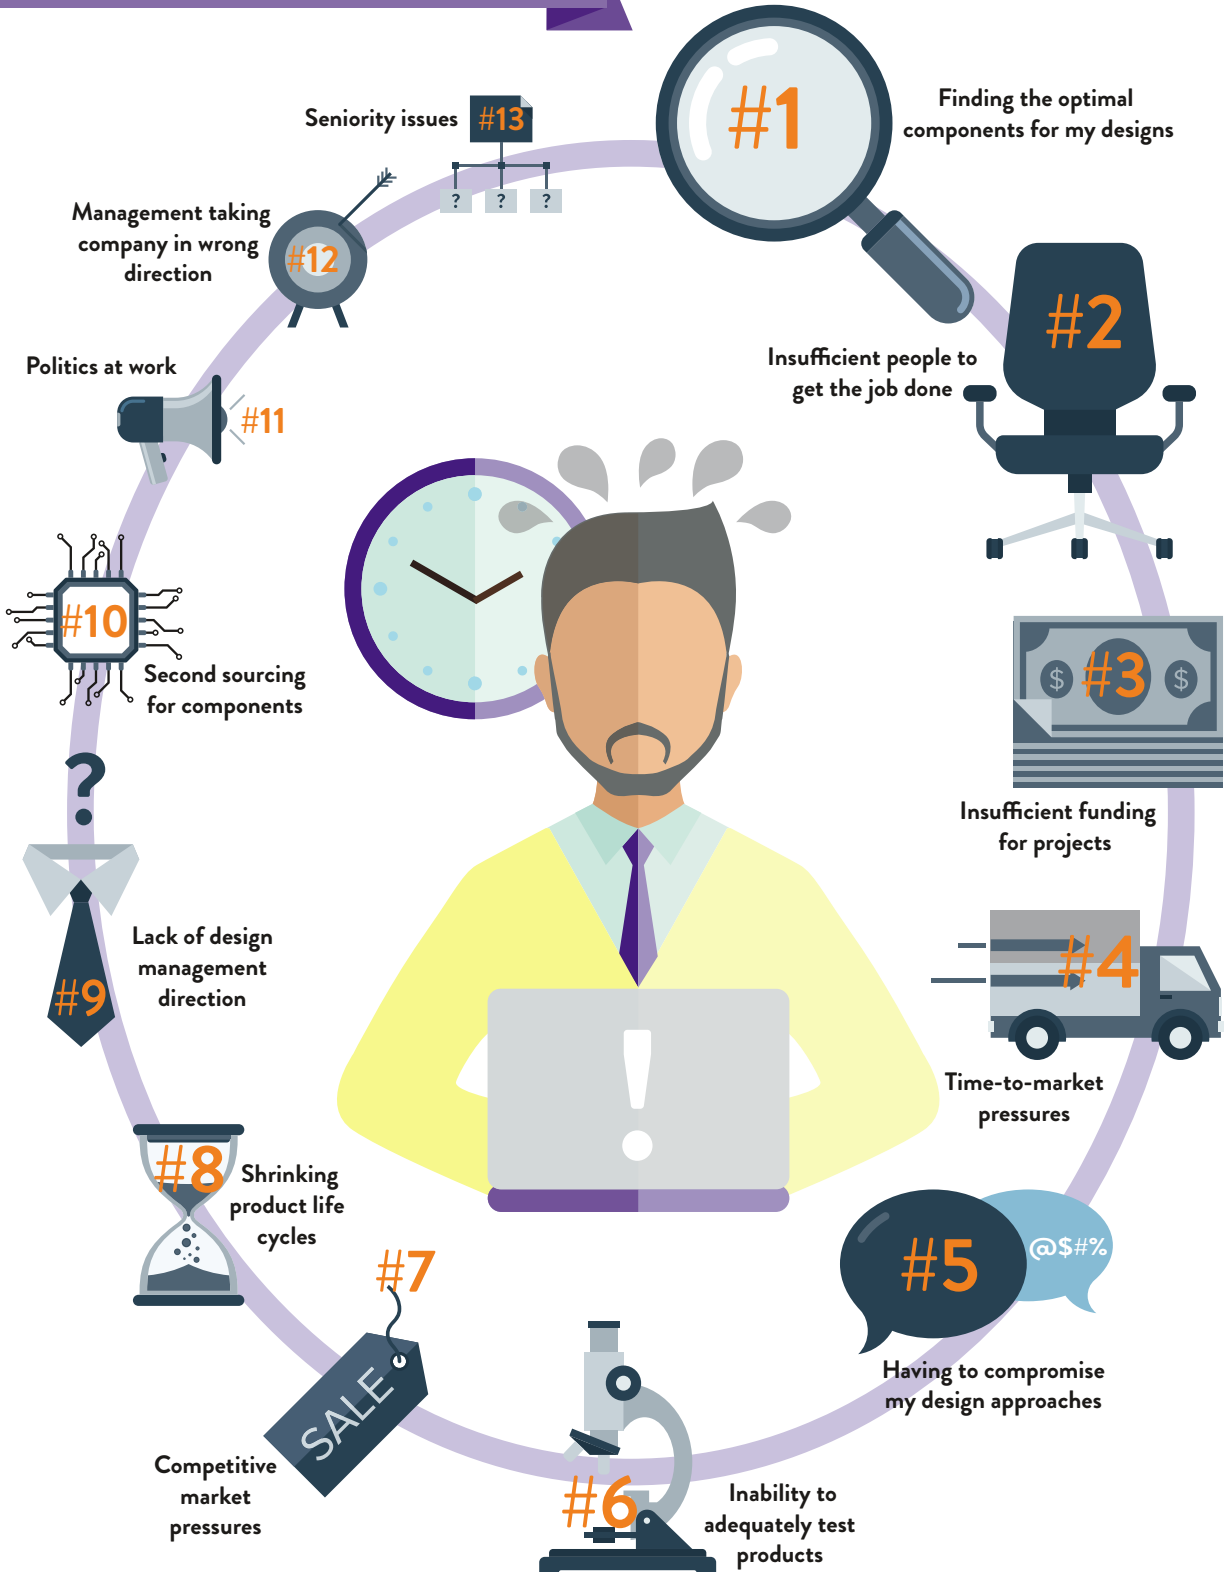 #1
Finding the optimal
components for my designs
#2
Insufficient people to
get the job done
#3
$ $
Insufficient funding
for projects
#4
Time-to-market
pressures
#5
@$#%
Having to compromise
my design approaches
#6
Inability to
adequately test
products
#7
SALE
Competitive
market
pressures
#8
Shrinking
product life
cycles
?
#9
Lack of design
management
direction
#10
Second sourcing
for components
#11
Politics at work
#12
Management taking
company in wrong
direction
#13
Seniority issues
? ? ?
!